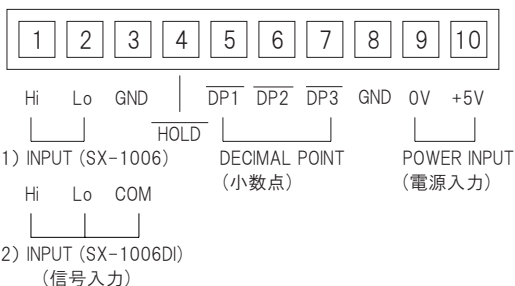 1 2 3 4 5 6 7 8 9 10
Hi Lo GND DP1 DP2 DP3 GND 0V +5V
HOLD
1) INPUT (SX-1006) DECIMAL POINT POWER INPUT
(小数点) (電源入力)
Hi Lo COM
2) INPUT (SX-1006DI)
(信号入力)